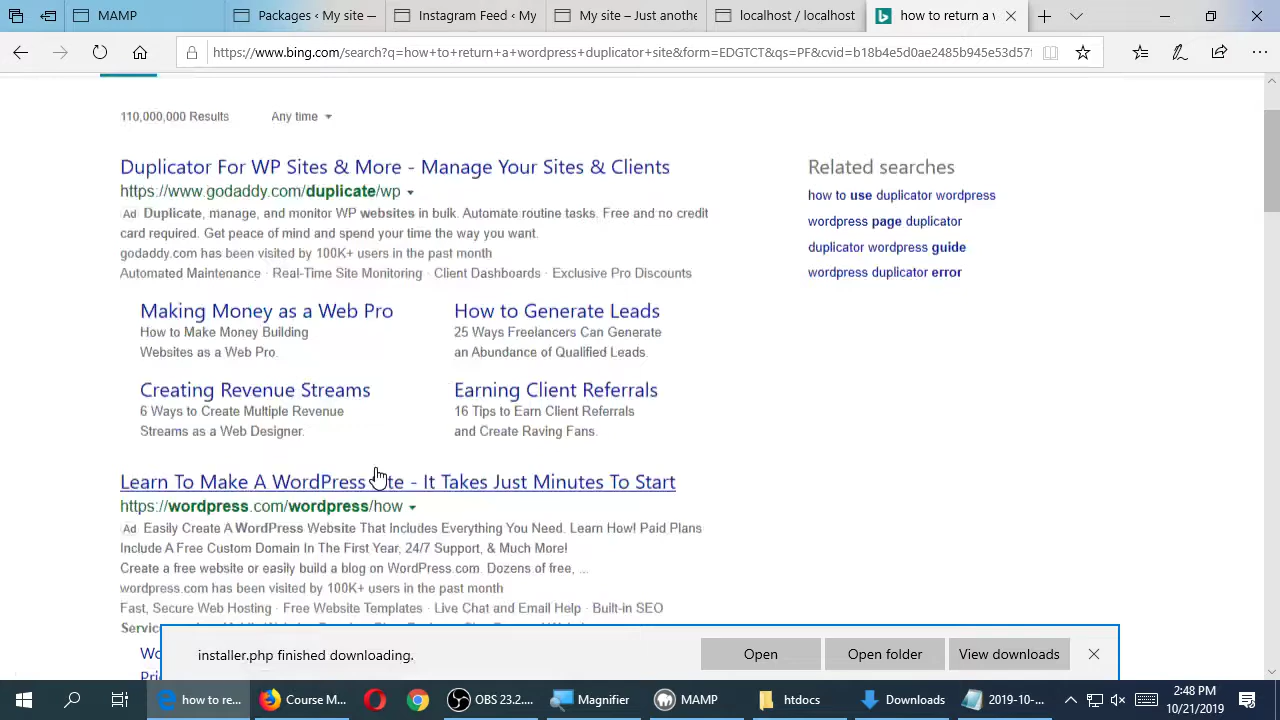 MAMP
Packages ‹ My site –
Instagram Feed ‹ My
My site – Just anothe
localhost / localhost
how to return a v
https://www.bing.com/search?q=how+to+return+a+wordpress+duplicator+site&form=EDGTCT&qs=PF&cvid=b18b4e5d0ae2485b945e53d57
110,000,000 Results
Any time
Duplicator For WP Sites & More - Manage Your Sites & Clients
https://www.godaddy.com/duplicate/wp
Ad Duplicate, manage, and monitor WP websites in bulk. Automate routine tasks. Free and no credit
card required. Get peace of mind and spend your time the way you want.
godaddy.com has been visited by 100K+ users in the past month
Automated Maintenance · Real-Time Site Monitoring · Client Dashboards · Exclusive Pro Discounts
Making Money as a Web Pro
How to Make Money Building
Websites as a Web Pro.
How to Generate Leads
25 Ways Freelancers Can Generate
an Abundance of Qualified Leads.
Creating Revenue Streams
6 Ways to Create Multiple Revenue
Streams as a Web Designer.
Earning Client Referrals
16 Tips to Earn Client Referrals
and Create Raving Fans.
Learn To Make A WordPress Site - It Takes Just Minutes To Start
https://wordpress.com/wordpress/how
Ad Easily Create A WordPress Website That Includes Everything You Need. Learn How! Paid Plans
Include A Free Custom Domain In The First Year, 24/7 Support, & Much More!
Create a free website or easily build a blog on WordPress.com. Dozens of free, ...
wordpress.com has been visited by 100K+ users in the past month
Fast, Secure Web Hosting · Free Website Templates · Live Chat and Email Help · Built-in SEO
Related searches
how to use duplicator wordpress
wordpress page duplicator
duplicator wordpress guide
wordpress duplicator error
installer.php finished downloading.
Open
Open folder
View downloads
how to re...
Course M...
OBS 23.2....
Magnifier
MAMP
htdocs
Downloads
2019-10-...
2:48 PM
10/21/2019